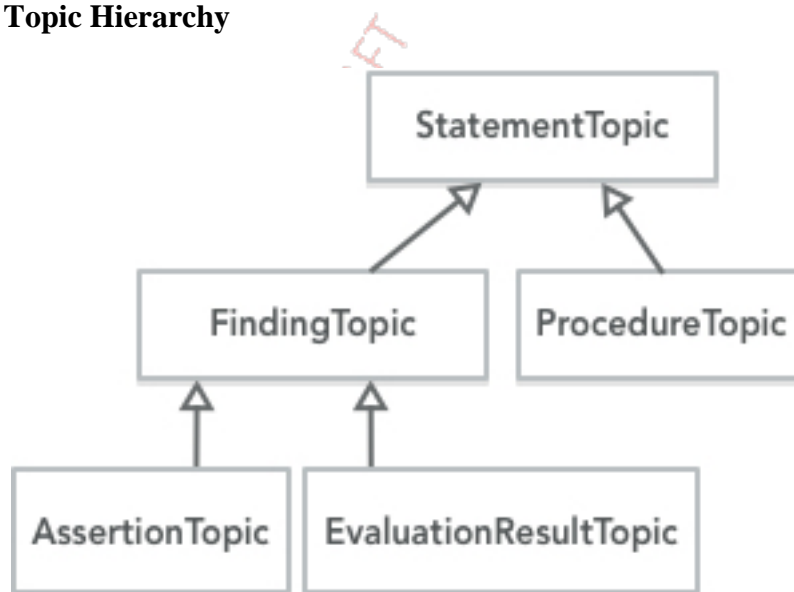 Topic Hierarchy
StatementTopic
FindingTopic
ProcedureTopic
AssertionTopic
EvaluationResultTopic